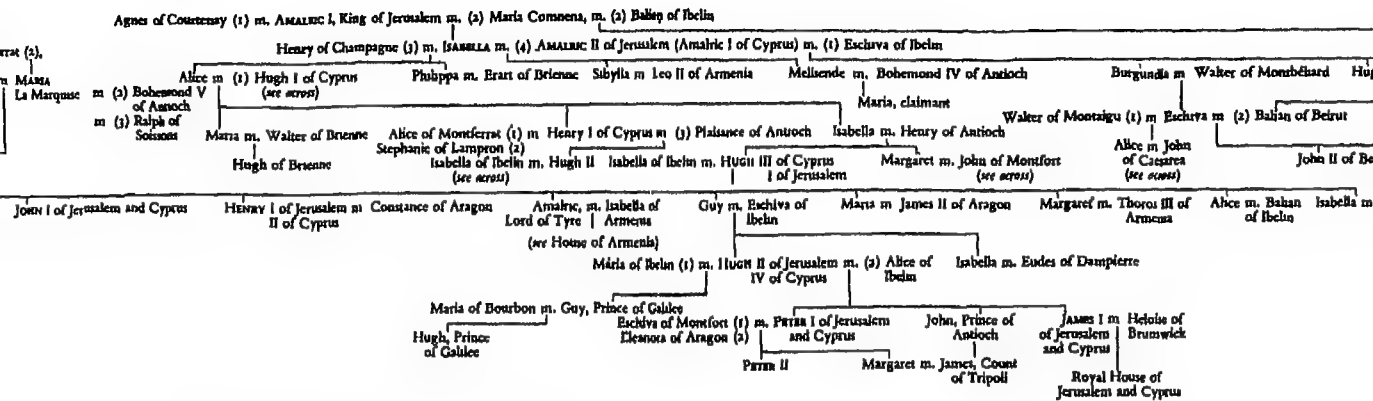 Agnes of Courtenay (1) m. AMALRIC I, King of Jerusalem m. (2) Maria Comnena, m. (2) Balian of Ibelin
rat (2),
Henry of Champagne (3) m. ISABELLA m. (4) AMALRIC II of Jerusalem (Amalric I of Cyprus) m. (1) Eschiva of Ibelin
m MARIA Alice m (1) Hugh I of Cyprus Philippa m. Erart of Brienne Sibylla m Leo II of Armenia Melisende m. Bohemond IV of Antioch Burgundia m Walter of Montbéliard Hug
La Marquise m (2) Bohemond V (see across)
of Antioch Maria, claimant Walter of Montaigu (1) m Eschiva m (2) Balian of Beirut
m (3) Ralph of
Soissons Maria m. Walter of Brienne Alice of Montferrat (1) m Henry I of Cyprus m (3) Plaisance of Antioch Isabella m. Henry of Antioch
Stephanie of Lampron (2) Alice m John
Hugh of Brienne Isabella of Ibelin m. Hugh II Isabella of Ibelin m. HUGH III of Cyprus Margaret m. John of Montfort of Caesarea John II of Be
(see across) I of Jerusalem (see across) (see across)
JOHN I of Jerusalem and Cyprus HENRY I of Jerusalem m Constance of Aragon Amalric, m. Isabella of Guy m. Eschiva of Maria m James II of Aragon Margaret m. Thoros III of Alice m. Balian Isabella m
II of Cyprus Lord of Tyre Armenia Ibelin Armenia of Ibelin
(see House of Armenia)
Maria of Ibelin (1) m. HUGH II of Jerusalem m. (2) Alice of Isabella m. Eudes of Dampierre
IV of Cyprus Ibelin
Maria of Bourbon m. Guy, Prince of Galilee
Eschiva of Montfort (1) m. PETER I of Jerusalem John, Prince of JAMES I m Heloise of
Hugh, Prince Eleanora of Aragon (2) and Cyprus Antioch of Jerusalem Brunswick
of Galilee and Cyprus
PETER II Margaret m. James, Count
of Tripoli Royal House of
Jerusalem and Cyprus